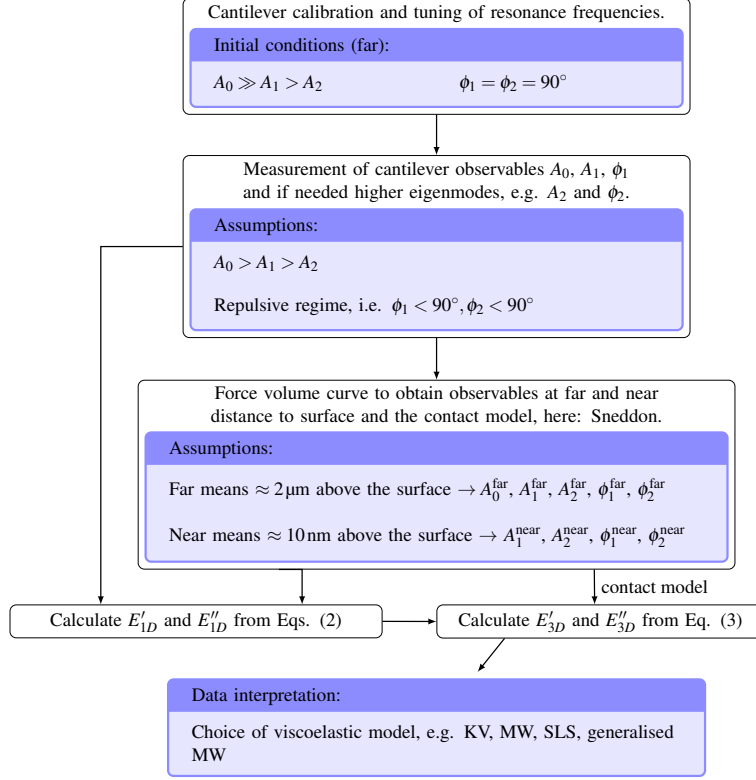 Cantilever calibration and tuning of resonance frequencies.
Initial conditions (far):
A₀ ≫ A₁ > A₂ ϕ₁ = ϕ₂ = 90°
Measurement of cantilever observables A₀, A₁, ϕ₁
and if needed higher eigenmodes, e.g. A₂ and ϕ₂.
Assumptions:
A₀ > A₁ > A₂
Repulsive regime, i.e. ϕ₁ < 90°, ϕ₂ < 90°
Force volume curve to obtain observables at far and near
distance to surface and the contact model, here: Sneddon.
Assumptions:
Far means ≈ 2 µm above the surface → A₀^far, A₁^far, A₂^far, ϕ₁^far, ϕ₂^far
Near means ≈ 10 nm above the surface → A₁^near, A₂^near, ϕ₁^near, ϕ₂^near
contact model
Calculate E′_1D and E″_1D from Eqs. (2)
Calculate E′_3D and E″_3D from Eq. (3)
Data interpretation:
Choice of viscoelastic model, e.g. KV, MW, SLS, generalised
MW